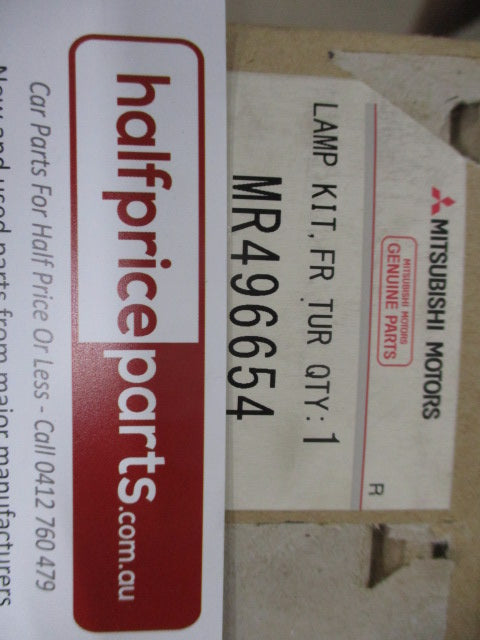 MITSUBISHI MOTORS
MITSUBISHI MOTORS
GENUINE PARTS
R
LAMP KIT, FR TUR QTY: 1
MR496654
halfpriceparts.com.au
Car Parts For Half Price Or Less - Call 0412 760 479
New and used parts from major manufacturers